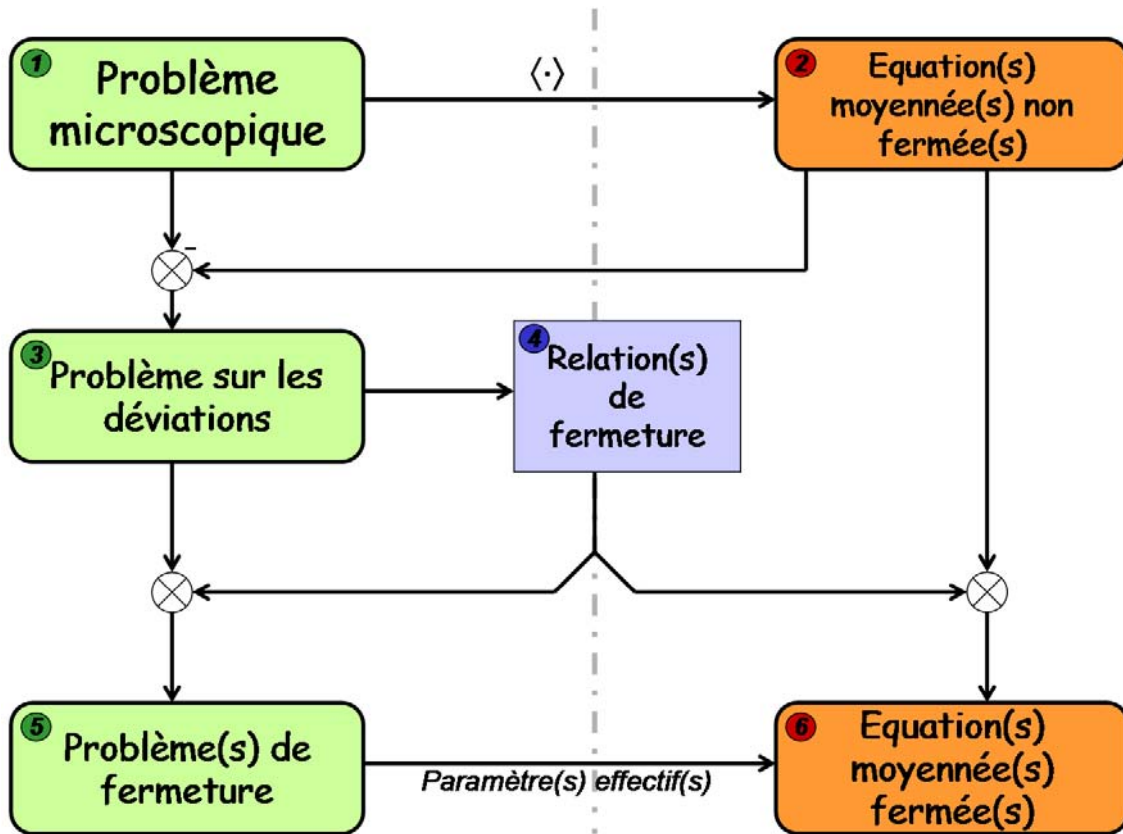 1
Problème
microscopique
⟨·⟩
2
Equation(s)
moyennée(s) non
fermée(s)
–
3
Problème sur les
déviations
4
Relation(s)
de
fermeture
5
Problème(s) de
fermeture
Paramètre(s) effectif(s)
6
Equation(s)
moyennée(s)
fermée(s)